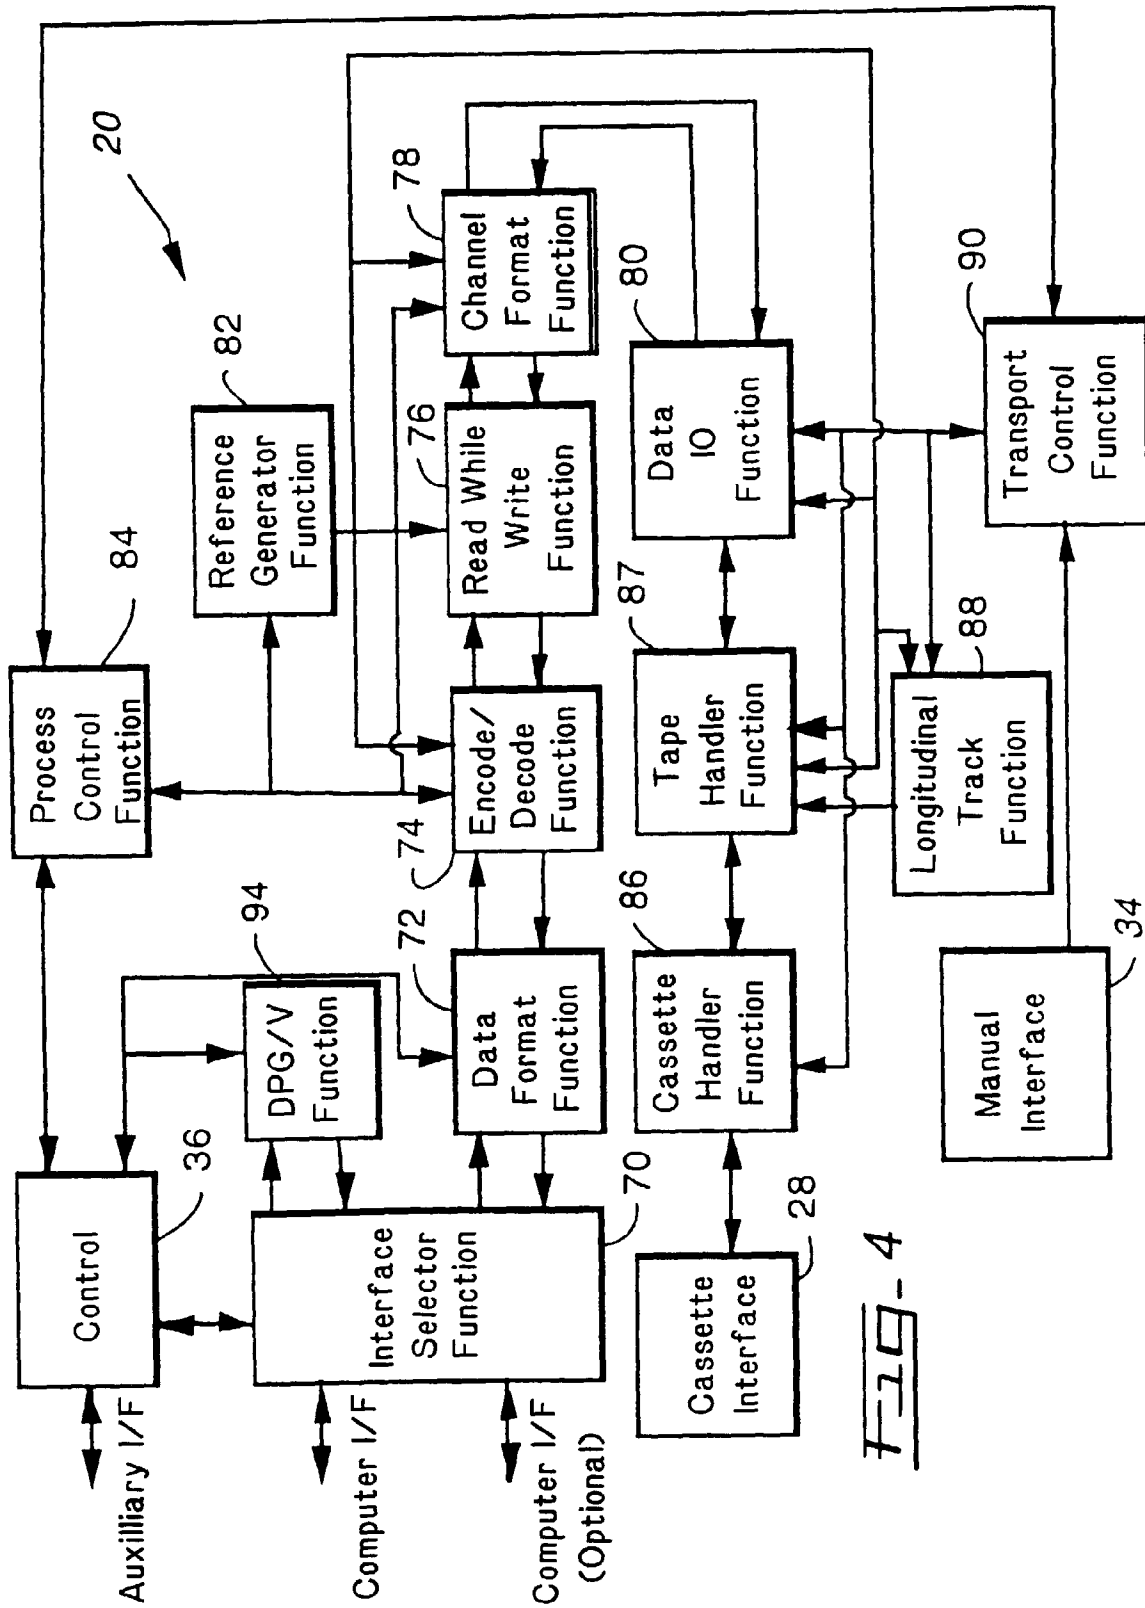 Auxilliary I/F
Computer I/F
Computer I/F
(Optional)
Control
36
Interface
Selector
Function
70
Process
Control
Function
84
DPG/V
Function
94
Data
Format
Function
72
Encode/
Decode
Function
74
Reference
Generator
Function
82
Read While
Write
Function
76
Channel
Format
Function
78
20
Cassette
Interface
28
Cassette
Handler
Function
86
Tape
Handler
Function
87
Data
IO
Function
80
Longitudinal
Track
Function
88
Manual
Interface
34
Transport
Control
Function
90
Fig-4